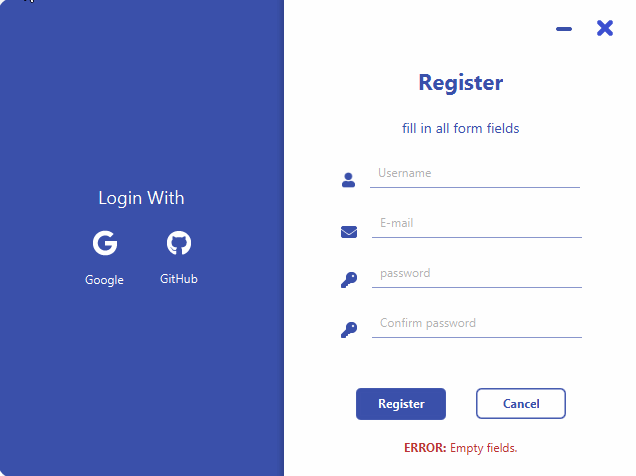 Login With
Google
GitHub
Register
fill in all form fields
Username
E-mail
password
Confirm password
Register
Cancel
ERROR: Empty fields.